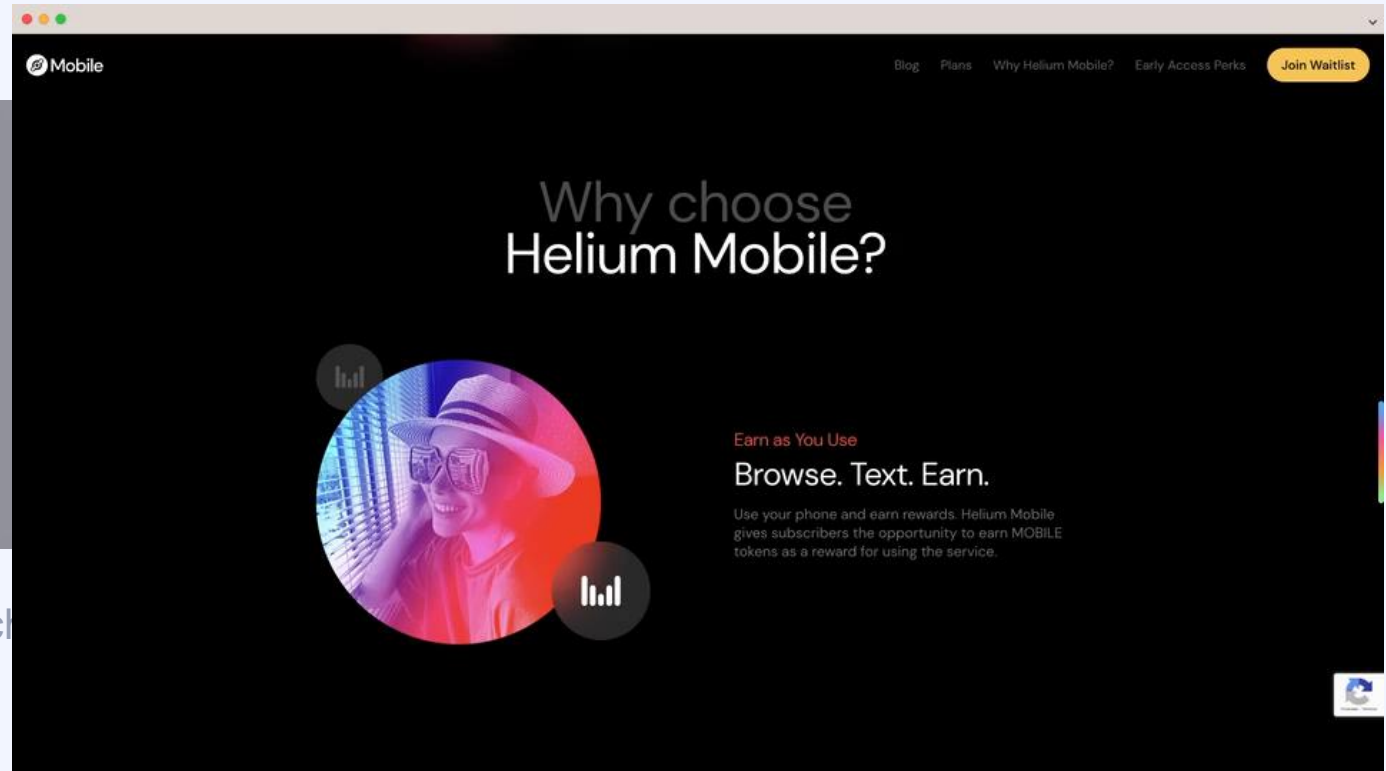 Mobile
Blog Plans Why Helium Mobile? Early Access Perks Join Waitlist
Why choose
Helium Mobile?
Earn as You Use
Browse. Text. Earn.
Use your phone and earn rewards. Helium Mobile
gives subscribers the opportunity to earn MOBILE
tokens as a reward for using the service.